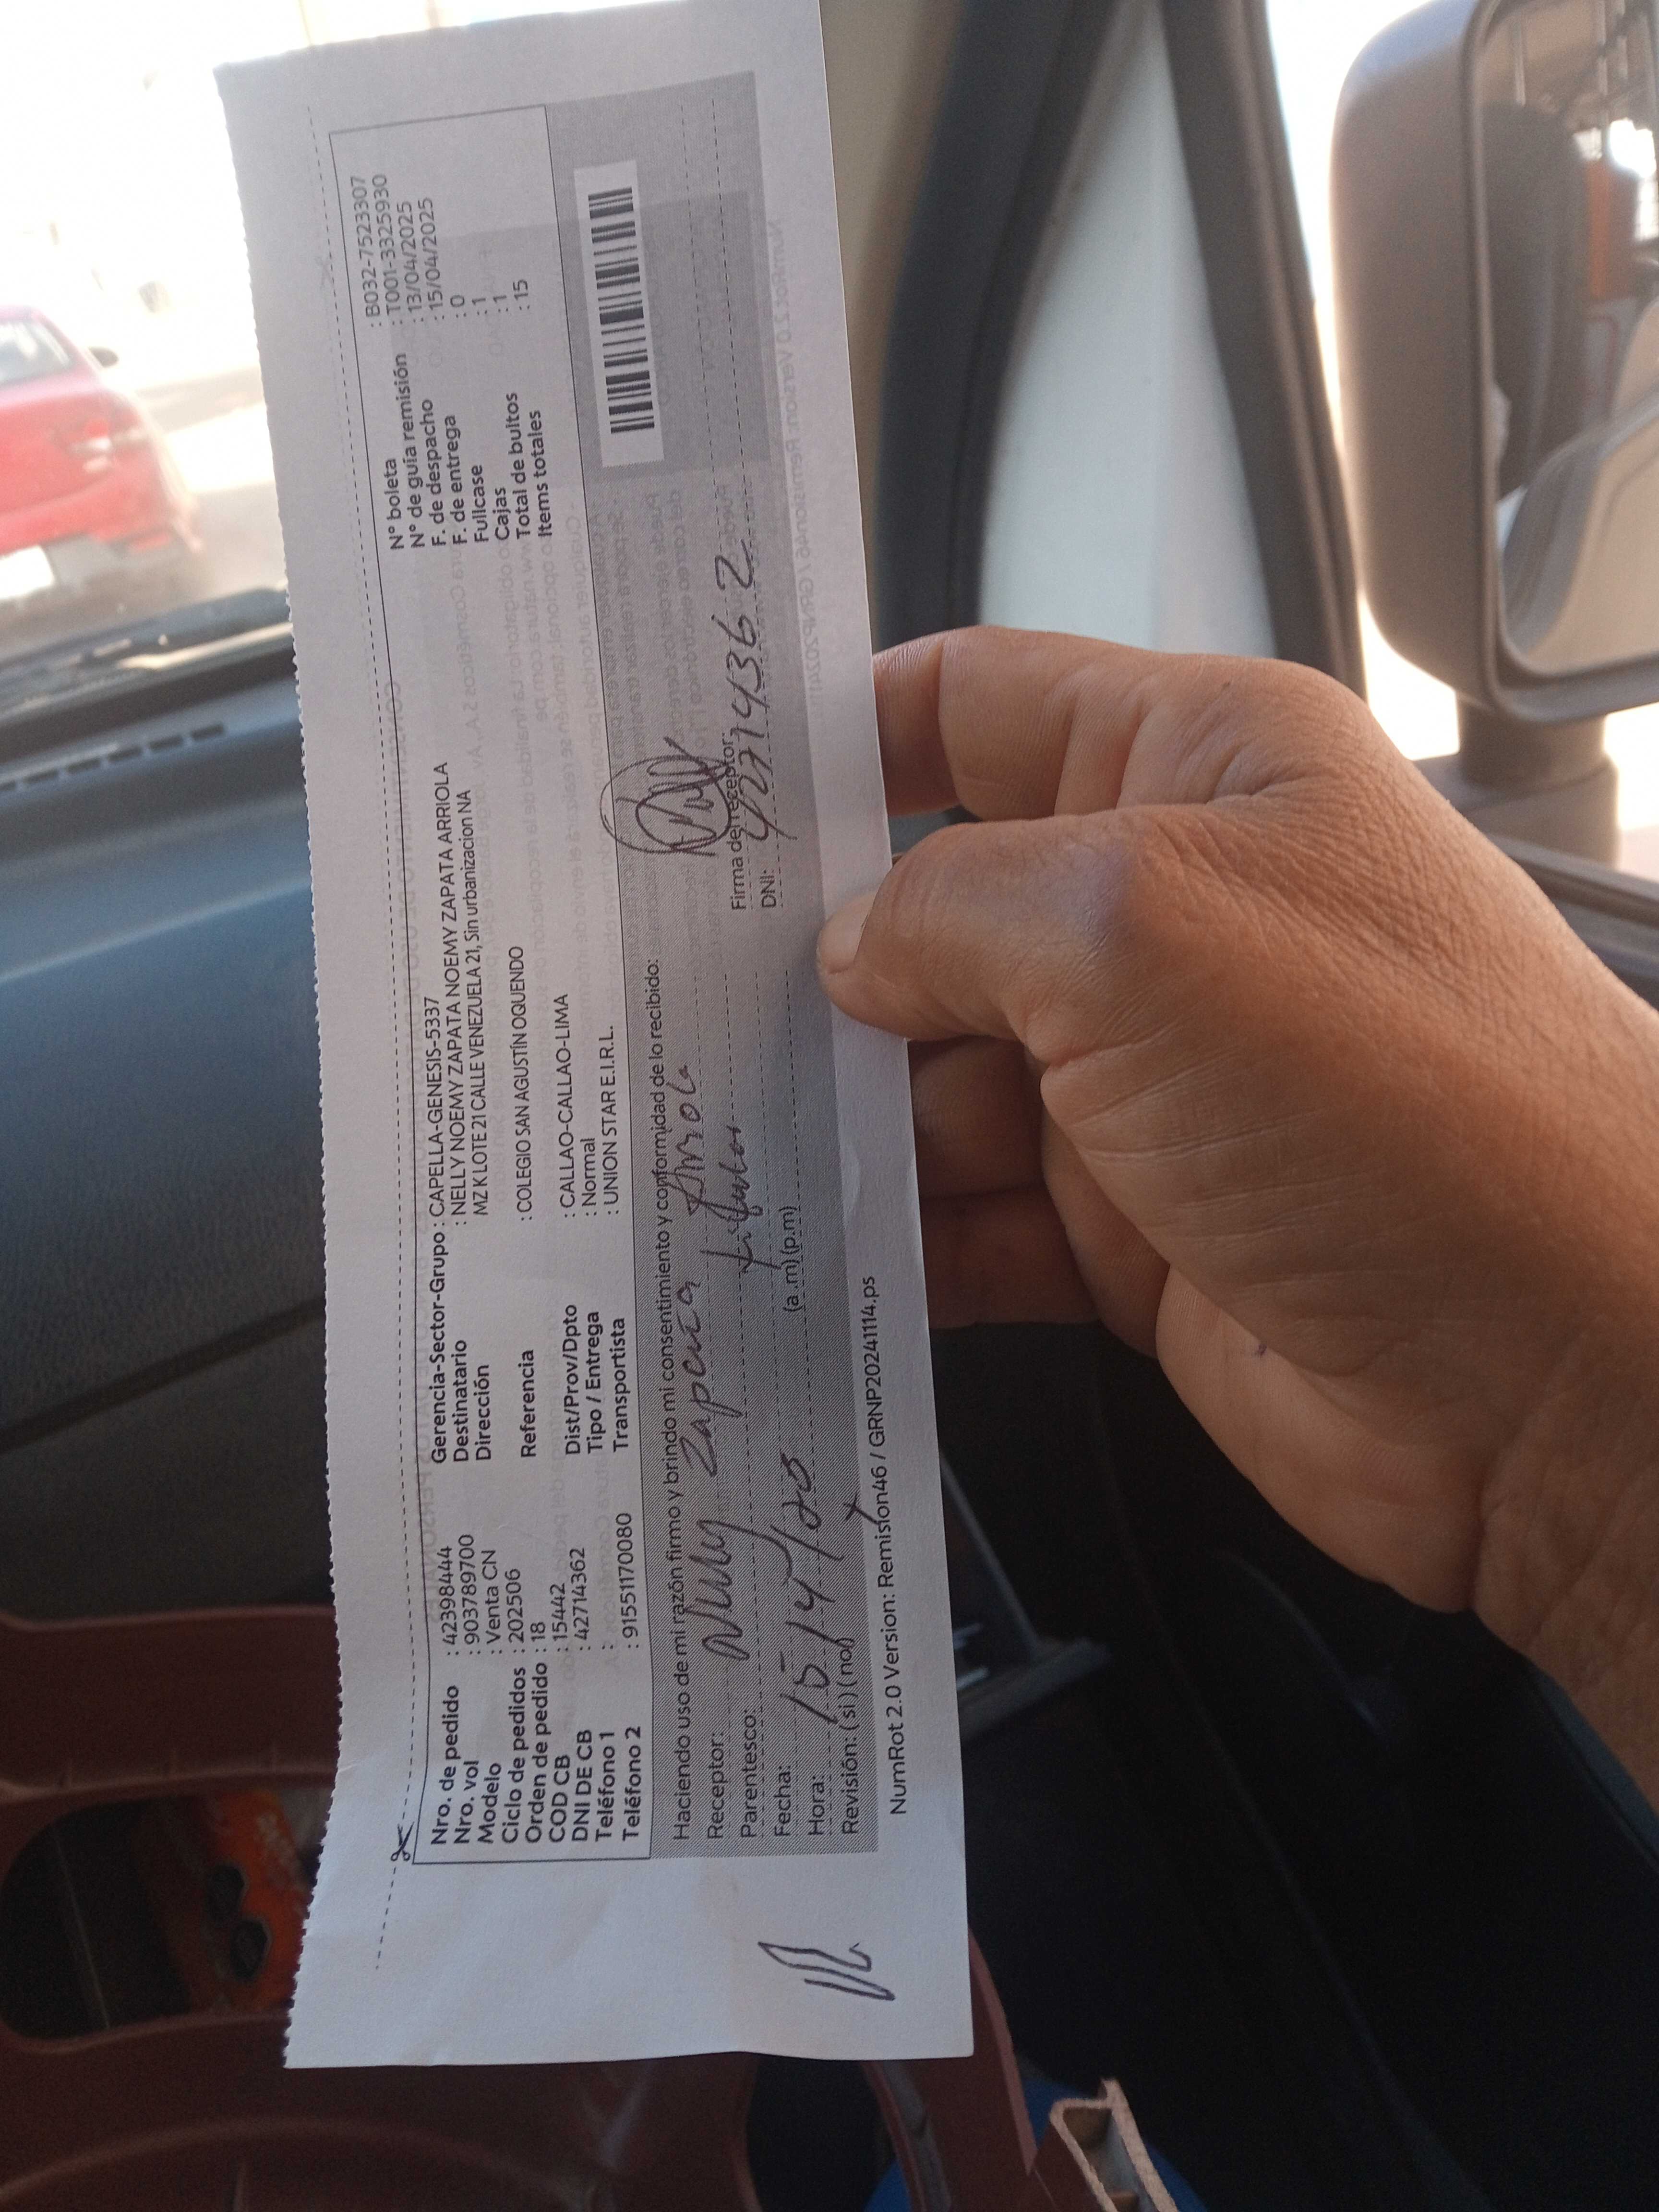 Nro. de pedido : 42398444
Nro. vol : 903789700
Modelo : Venta CN
Ciclo de pedidos : 202506
Orden de pedido : 18
COD CB : 15442
DNI DE CB : 42714362
Teléfono 1 :
Teléfono 2 : 91551170080
Gerencia-Sector-Grupo : CAPELLA-GENESIS-5337
Destinatario : NELLY NOEMY ZAPATA NOEMY ZAPATA ARRIOLA
Dirección MZ K LOTE 21 CALLE VENEZUELA 21, Sin urbanizacion NA
Referencia : COLEGIO SAN AGUSTÍN OQUENDO
Dist/Prov/Dpto : CALLAO-CALLAO-LIMA
Tipo / Entrega : Normal
Transportista : UNION STAR E.I.R.L.
N° boleta : B032-7523307
N° de guía remisión : T001-3325930
F. de despacho : 13/04/2025
F. de entrega : 15/04/2025
Fullcase : 0
Cajas : 1
Total de bultos : 1
Items totales : 15
Haciendo uso de mi razón firmo y brindo mi consentimiento y conformidad de lo recibido:
Receptor: Nelly Zapata Arriola
Parentesco: titular
Fecha: 15/4/
Hora: (a .m) (p.m)
Revisión: (si) (no)
Firma del receptor:
DNI: 42714362
NumRot 2.0 Version: Remision46 / GRNP20241114.ps